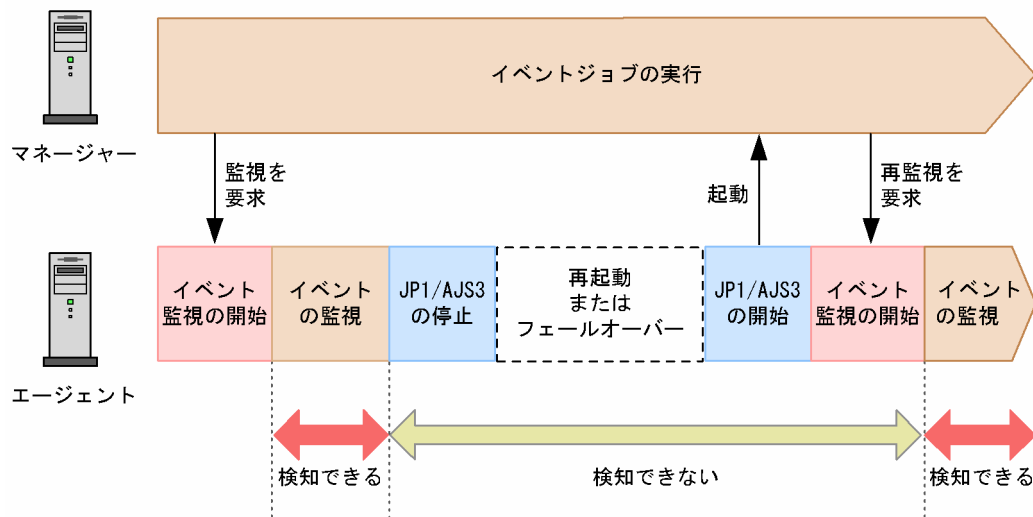 イベントジョブの実行
マネージャー
監視を
要求
起動
再監視を
要求
イベント
監視の開始
イベント
の監視
JP1/AJS3
の停止
再起動
または
フェールオーバー
JP1/AJS3
の開始
イベント
監視の開始
イベント
の監視
エージェント
検知できる
検知できない
検知できる